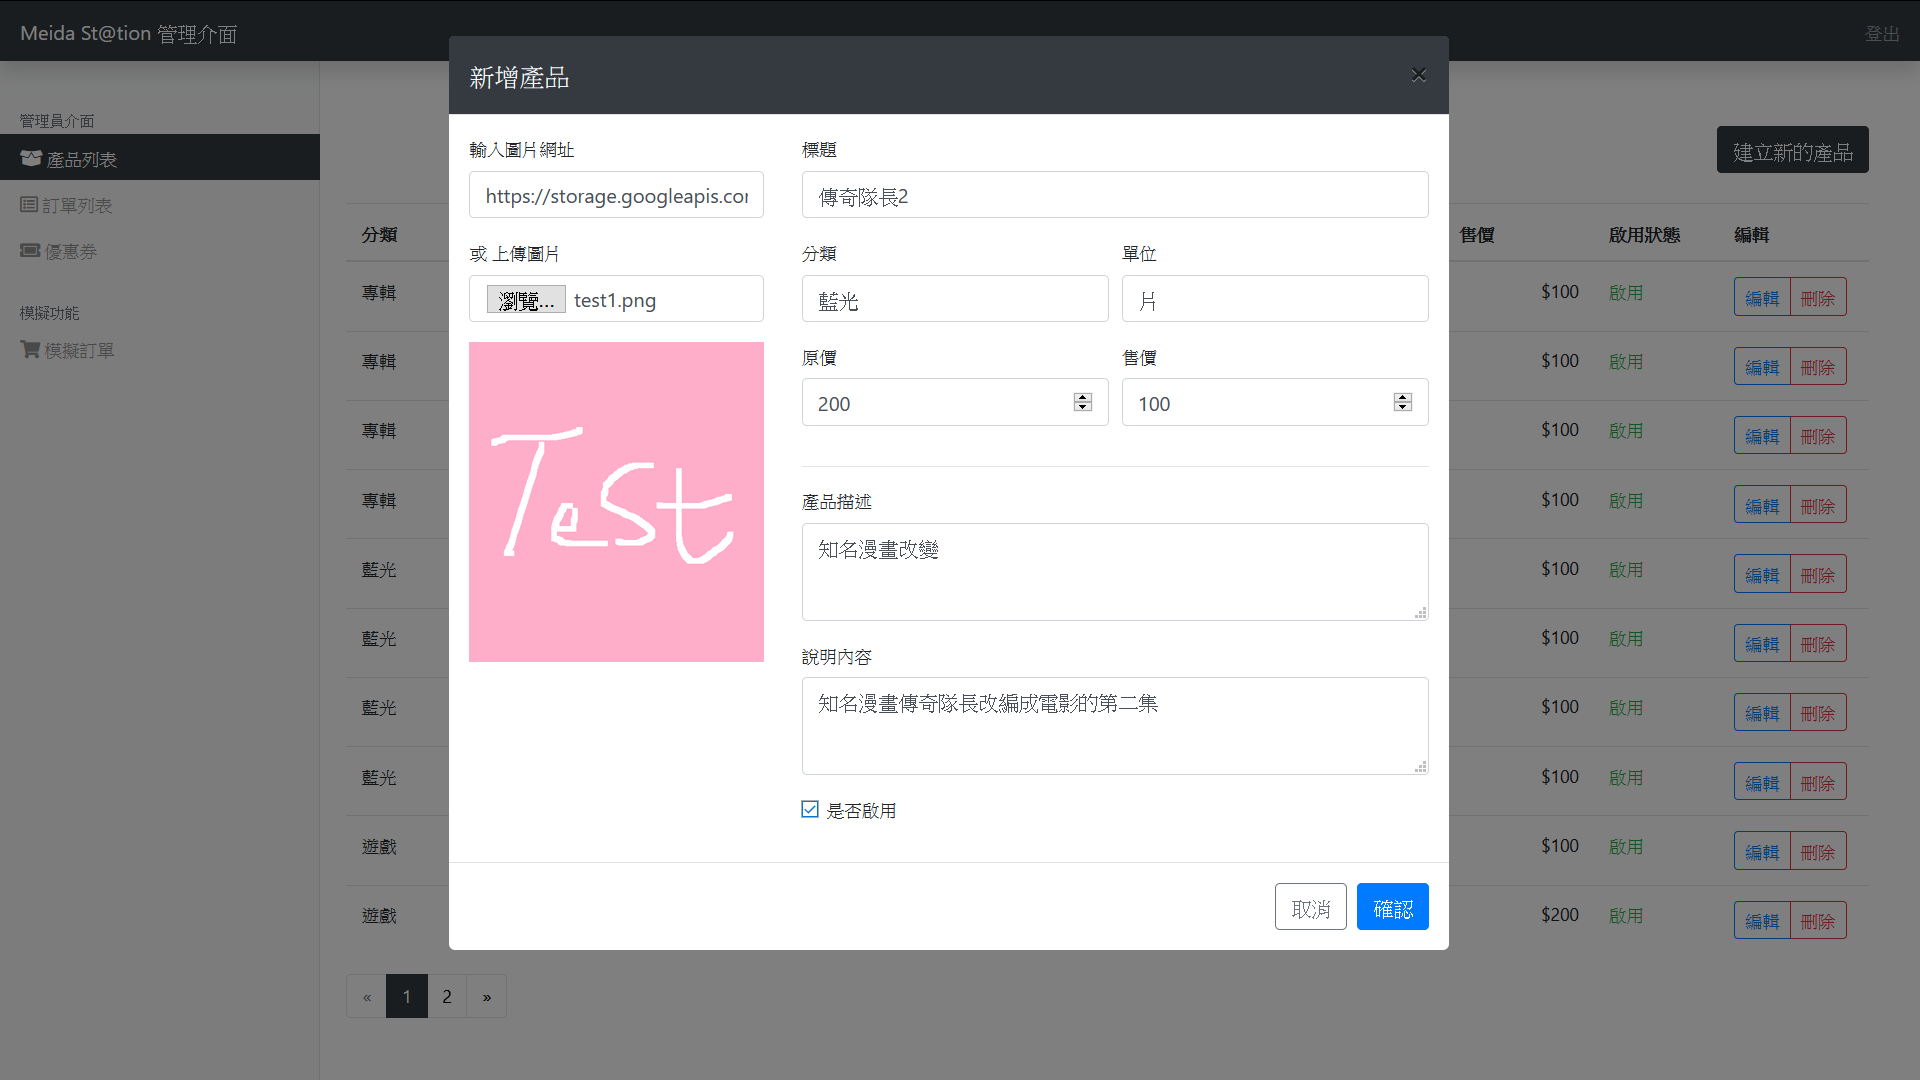 Meida St@tion 管理介面
登出
管理員介面
產品列表
訂單列表
優惠券
模擬功能
模擬訂單
建立新的產品
新增產品
×
輸入圖片網址
https://storage.googleapis.cor
或 上傳圖片
瀏覽... test1.png
Test
標題
傳奇隊長2
分類 單位
藍光 片
原價 售價
200 100
產品描述
知名漫畫改變
說明內容
知名漫畫傳奇隊長改編成電影的第二集
是否啟用
取消 確認
分類 售價 啟用狀態 編輯
專輯 $100 啟用 編輯 刪除
專輯 $100 啟用 編輯 刪除
專輯 $100 啟用 編輯 刪除
專輯 $100 啟用 編輯 刪除
藍光 $100 啟用 編輯 刪除
藍光 $100 啟用 編輯 刪除
藍光 $100 啟用 編輯 刪除
藍光 $100 啟用 編輯 刪除
遊戲 $100 啟用 編輯 刪除
遊戲 $200 啟用 編輯 刪除
« 1 2 »